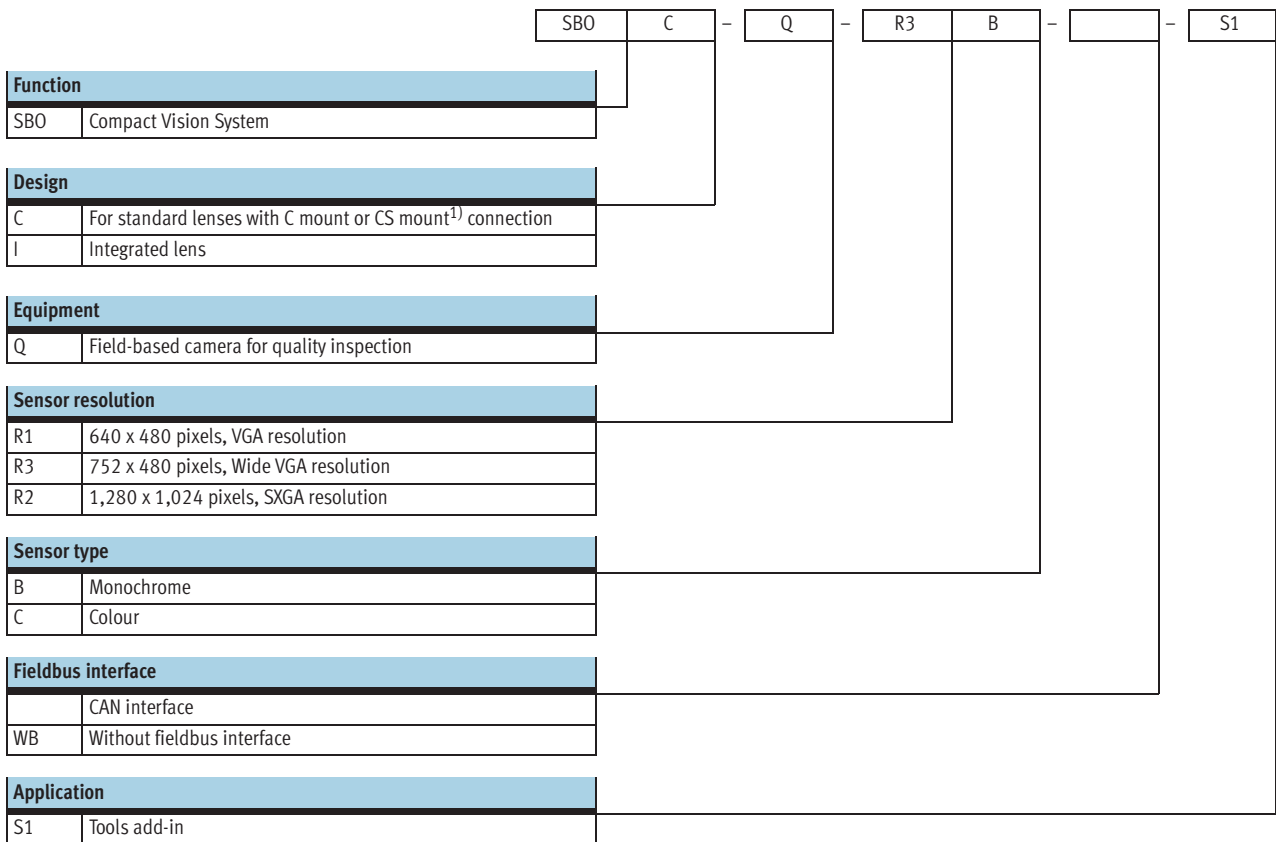 SBO C – Q – R3 B – – S1
Function
SBO Compact Vision System
Design
C For standard lenses with C mount or CS mount1) connection
I Integrated lens
Equipment
Q Field-based camera for quality inspection
Sensor resolution
R1 640 x 480 pixels, VGA resolution
R3 752 x 480 pixels, Wide VGA resolution
R2 1,280 x 1,024 pixels, SXGA resolution
Sensor type
B Monochrome
C Colour
Fieldbus interface
CAN interface
WB Without fieldbus interface
Application
S1 Tools add-in